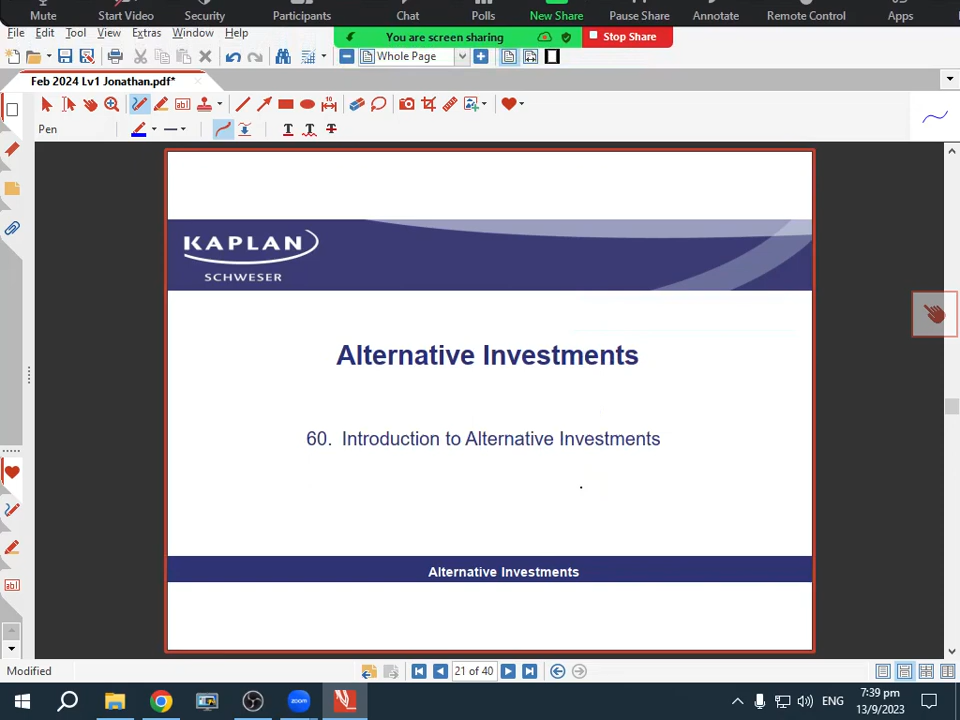 Mute Start Video Security Participants Chat Polls New Share Pause Share Annotate Remote Control Apps
File Edit Tool View Extras Window Help
You are screen sharing Stop Share
Whole Page
Feb 2024 Lv1 Jonathan.pdf*
Pen
KAPLAN
SCHWESER
Alternative Investments
60. Introduction to Alternative Investments
Alternative Investments
Modified
21 of 40
ENG
7:39 pm
13/9/2023